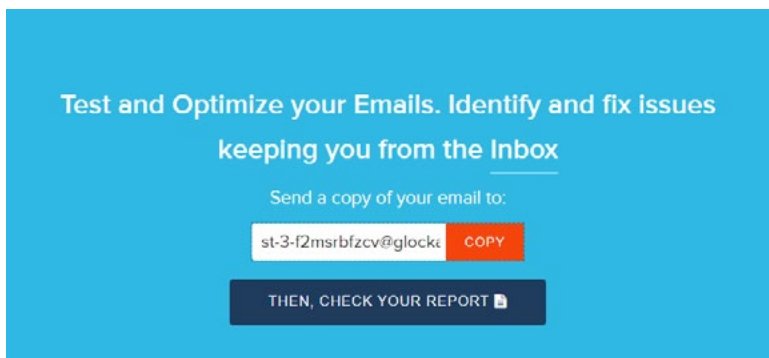 Test and Optimize your Emails. Identify and fix issues
keeping you from the Inbox
Send a copy of your email to:
st-3-f2msrbfzcv@glocka
COPY
THEN, CHECK YOUR REPORT